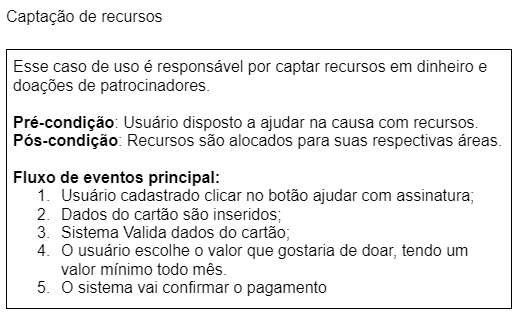 Captação de recursos
Esse caso de uso é responsável por captar recursos em dinheiro e
doações de patrocinadores.
Pré-condição: Usuário disposto a ajudar na causa com recursos.
Pós-condição: Recursos são alocados para suas respectivas áreas.
Fluxo de eventos principal:
1. Usuário cadastrado clicar no botão ajudar com assinatura;
2. Dados do cartão são inseridos;
3. Sistema Valida dados do cartão;
4. O usuário escolhe o valor que gostaria de doar, tendo um
valor mínimo todo mês.
5. O sistema vai confirmar o pagamento